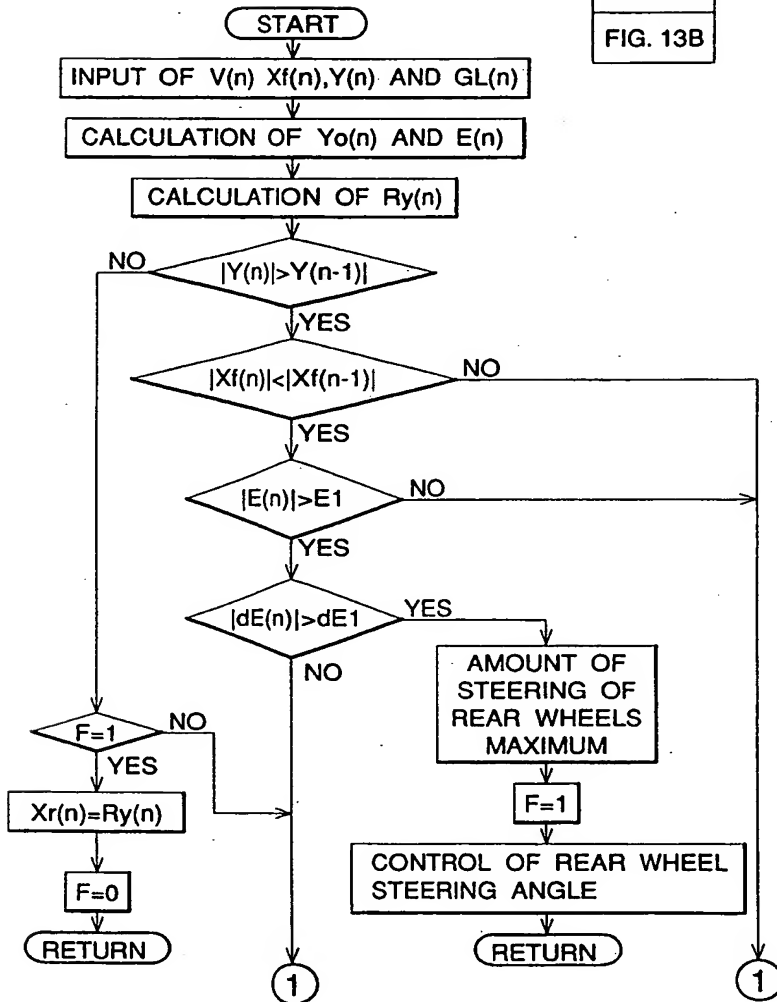 FIG. 13B
START
INPUT OF V(n) Xf(n),Y(n) AND GL(n)
CALCULATION OF Yo(n) AND E(n)
CALCULATION OF Ry(n)
NO
|Y(n)|>Y(n-1)|
YES
|Xf(n)|<|Xf(n-1)|
NO
YES
|E(n)|>E1
NO
YES
|dE(n)|>dE1
YES
NO
AMOUNT OF
STEERING OF
REAR WHEELS
MAXIMUM
F=1
NO
YES
F=1
Xr(n)=Ry(n)
CONTROL OF REAR WHEEL
STEERING ANGLE
F=0
RETURN
RETURN
1
1